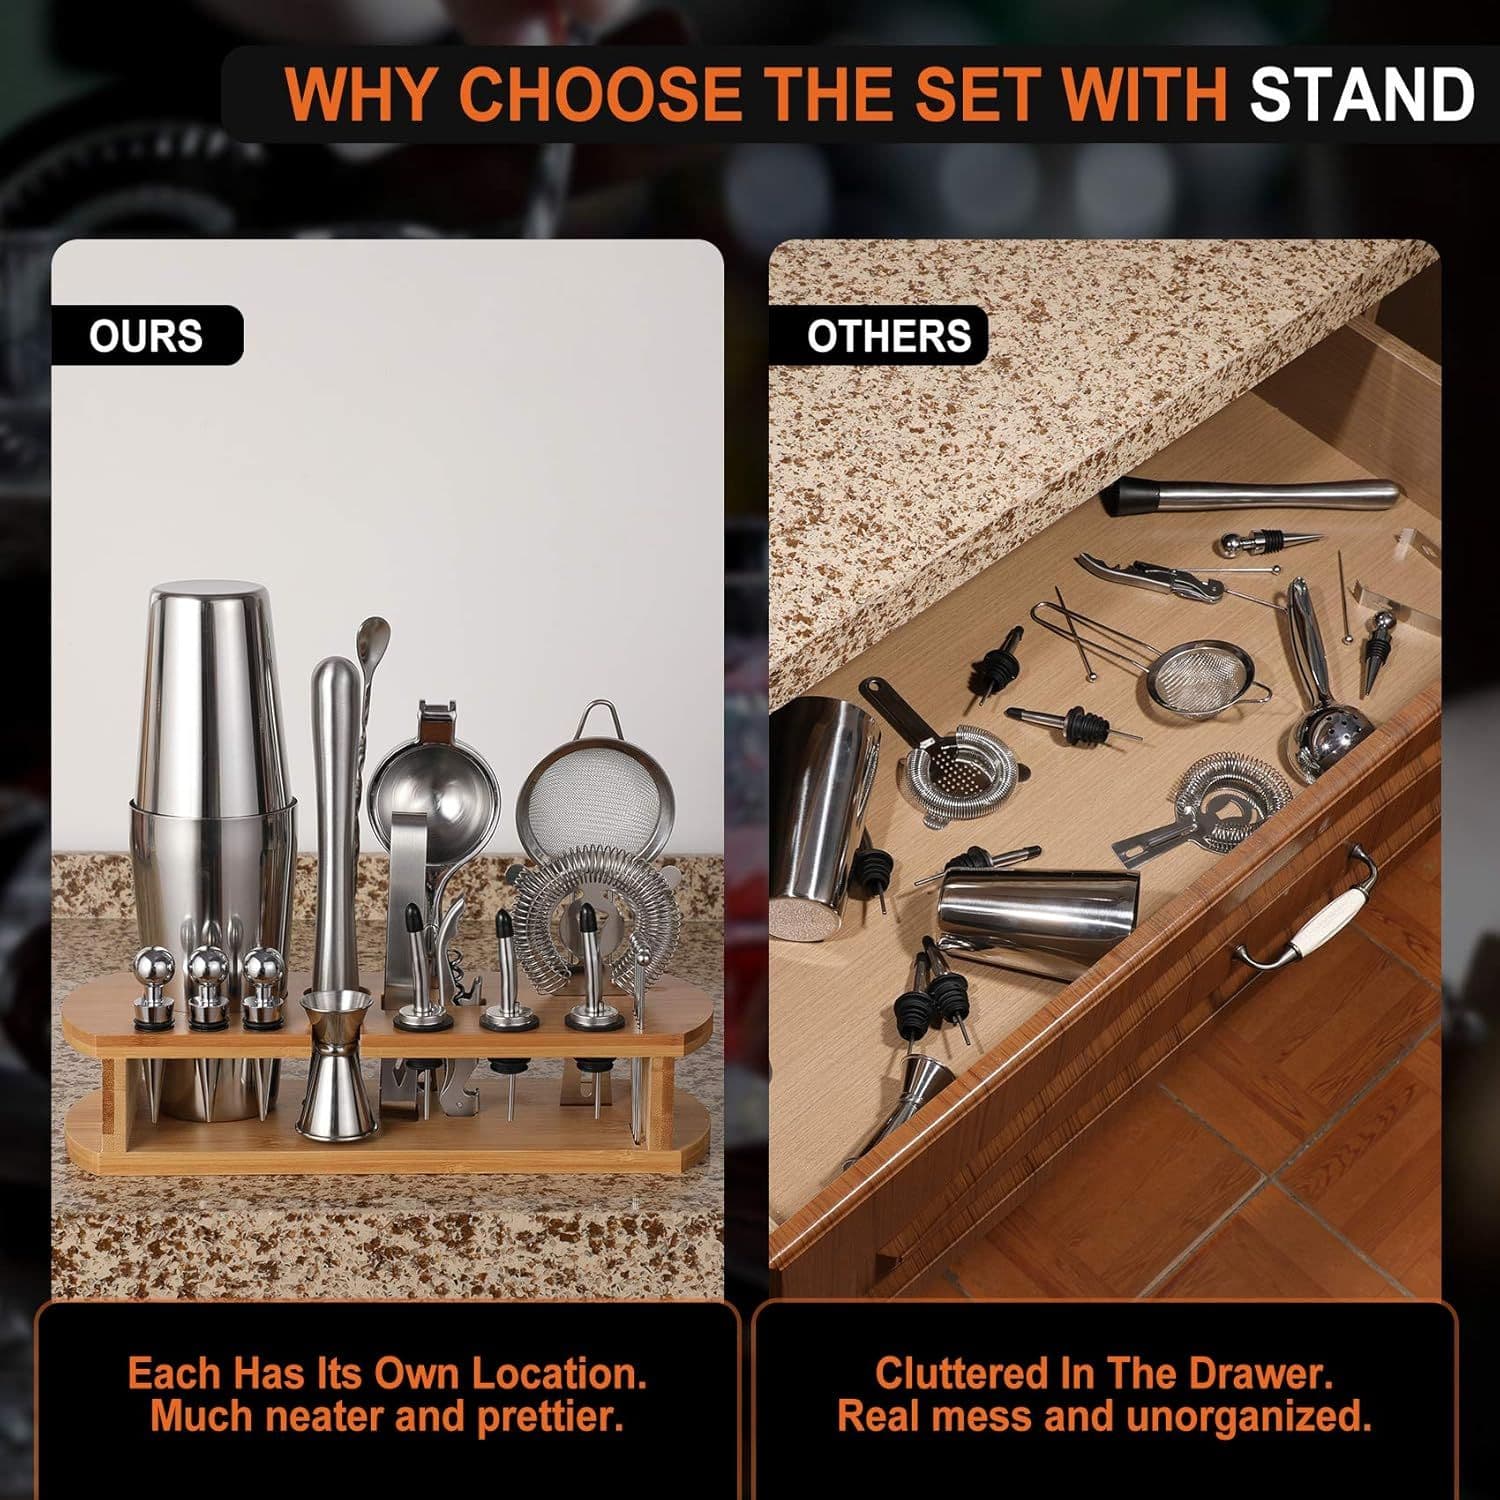 WHY CHOOSE THE SET WITH STAND
OURS
OTHERS
Each Has Its Own Location.
Much neater and prettier.
Cluttered In The Drawer.
Real mess and unorganized.